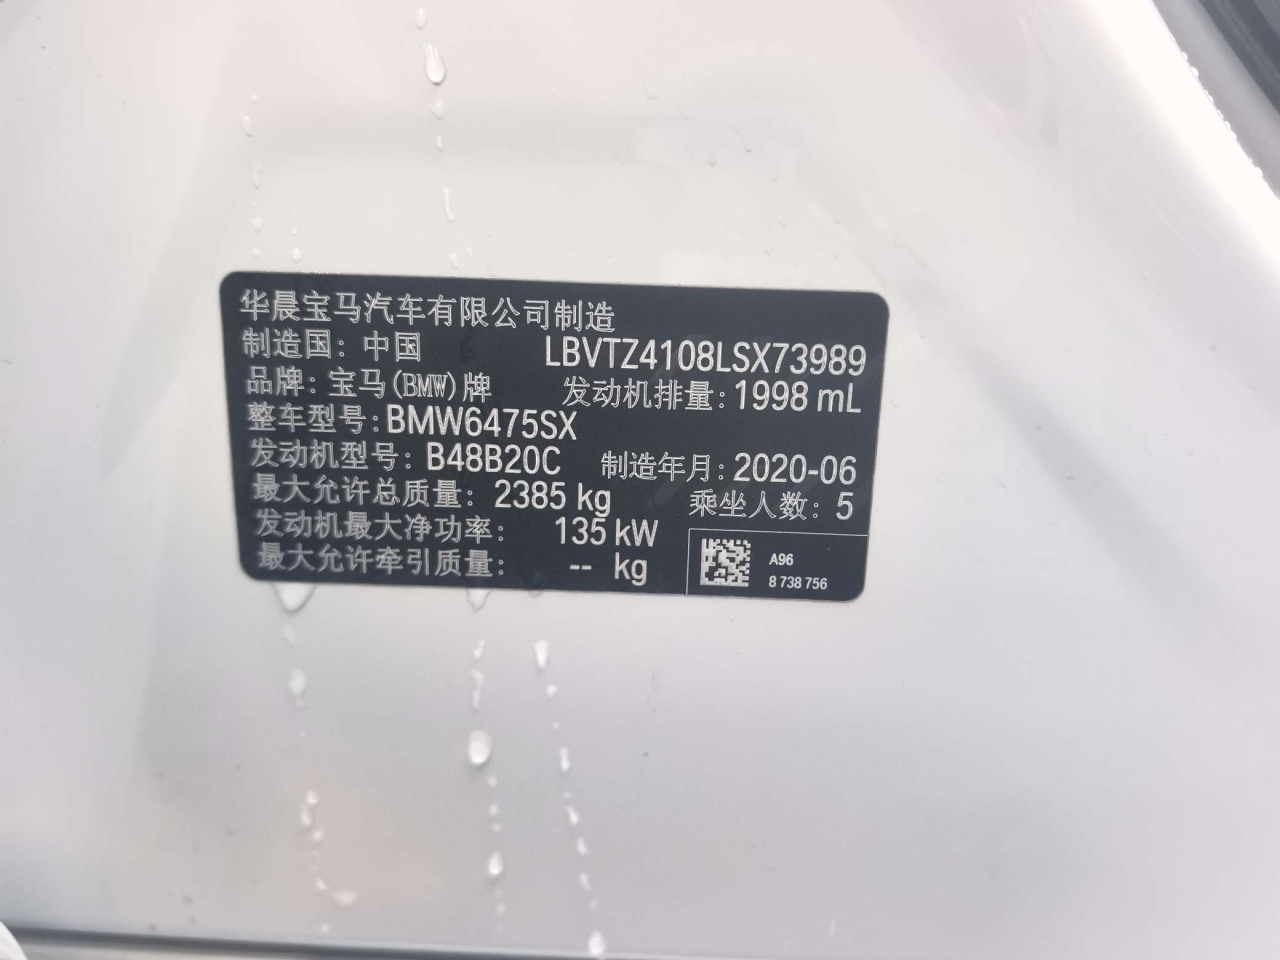 华晨宝马汽车有限公司制造
制造国：中国 LBVTZ4108LSX73989
品牌：宝马(BMW)牌 发动机排量：1998 mL
整车型号：BMW6475SX
发动机型号：B48B20C 制造年月：2020-06
最大允许总质量：2385 kg 乘坐人数：5
发动机最大净功率：135 kW
最大允许牵引质量：-- kg
A96
8 738 756